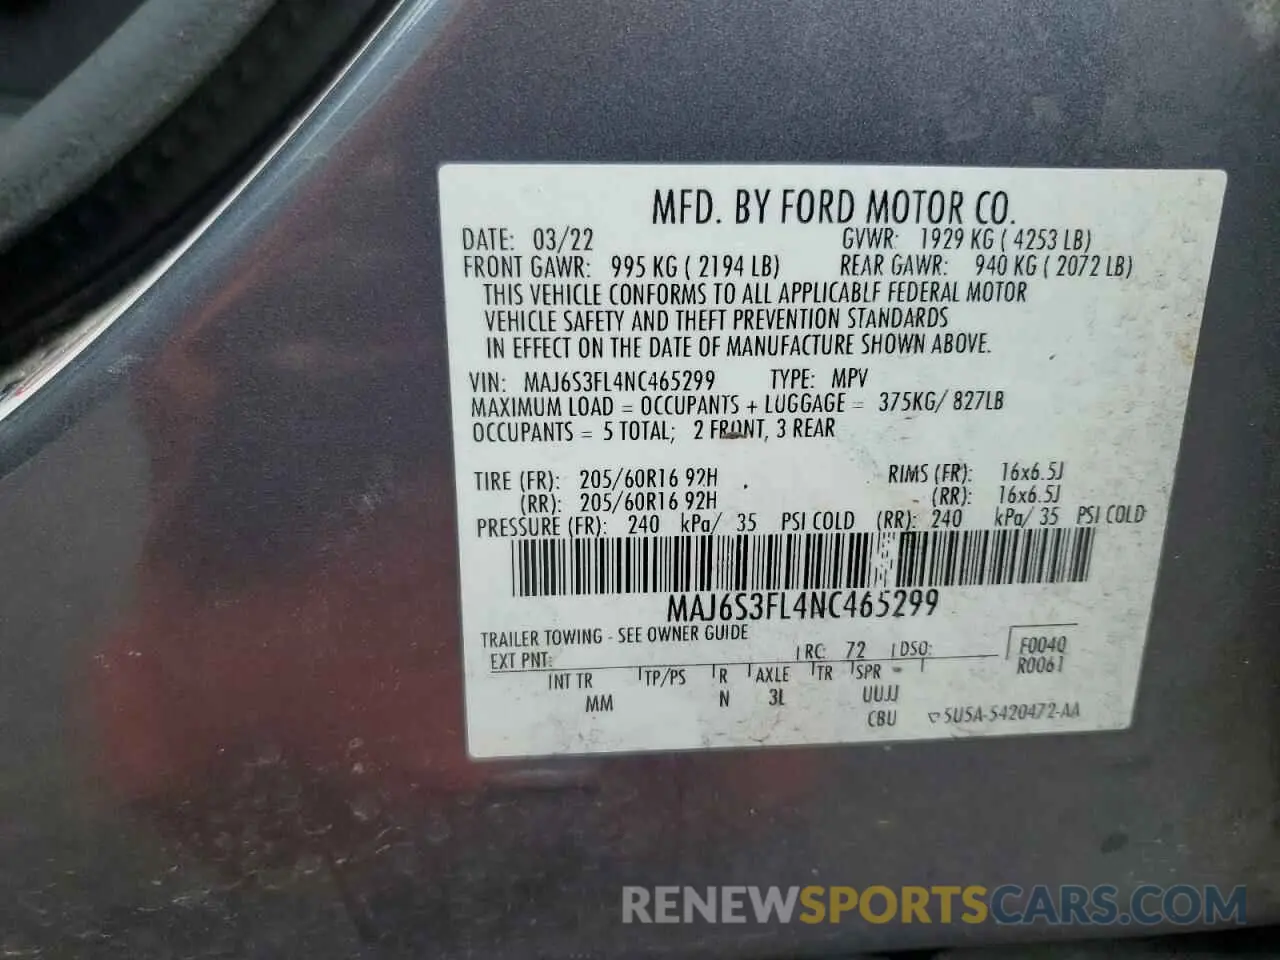 MFD. BY FORD MOTOR CO.
DATE: 03/22 GVWR: 1929 KG ( 4253 LB)
FRONT GAWR: 995 KG ( 2194 LB) REAR GAWR: 940 KG ( 2072 LB)
THIS VEHICLE CONFORMS TO ALL APPLICABLE FEDERAL MOTOR
VEHICLE SAFETY AND THEFT PREVENTION STANDARDS
IN EFFECT ON THE DATE OF MANUFACTURE SHOWN ABOVE.
VIN: MAJ6S3FL4NC465299 TYPE: MPV
MAXIMUM LOAD = OCCUPANTS + LUGGAGE = 375KG/ 827LB
OCCUPANTS = 5 TOTAL; 2 FRONT, 3 REAR
TIRE (FR): 205/60R16 92H RIMS (FR): 16x6.5J
(RR): 205/60R16 92H (RR): 16x6.5J
PRESSURE (FR): 240 kPa/ 35 PSI COLD (RR): 240 kPa/ 35 PSI COLD
MAJ6S3FL4NC465299
TRAILER TOWING - SEE OWNER GUIDE
EXT PNT: RC: 72 DSO: F0040
R0061
INT TR TP/PS R AXLE TR SPR
MM N 3L UUJJ
CBU 5U5A-5420472-AA
RENEWSPORTSCARS.COM